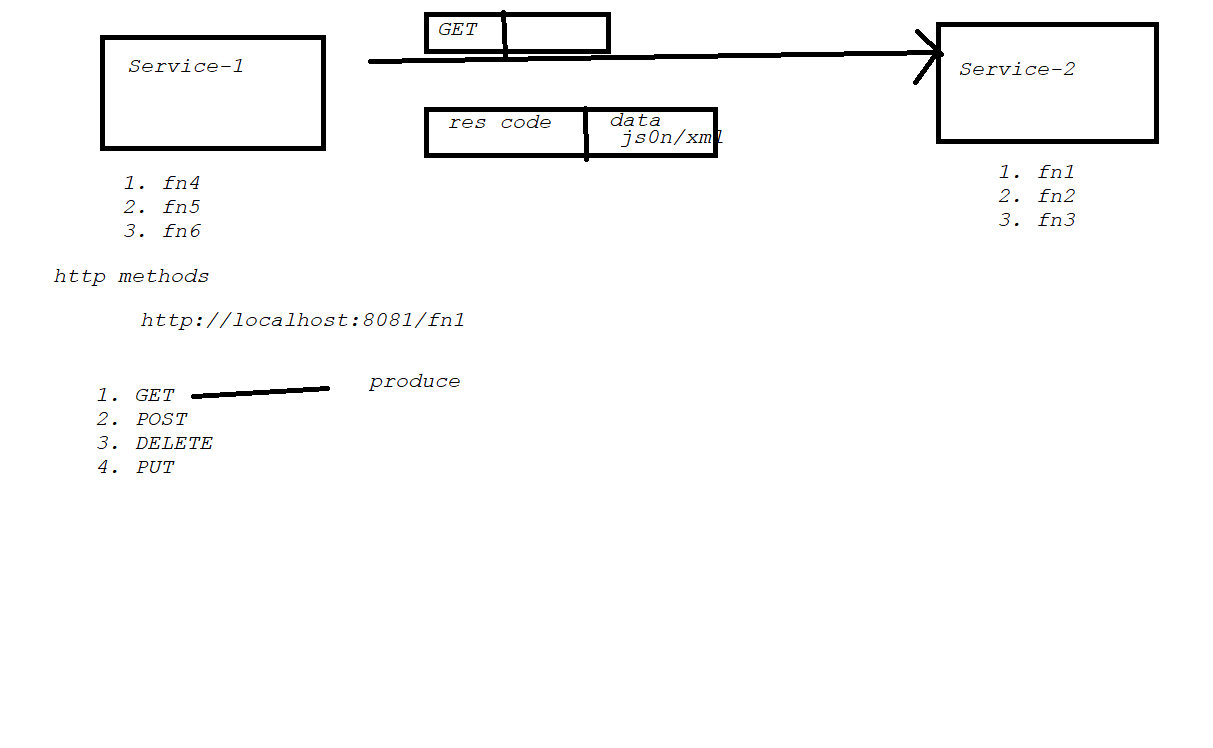 GET
Service-1
Service-2
res code
data
js0n/xml
1. fn4
2. fn5
3. fn6
1. fn1
2. fn2
3. fn3
http methods
http://localhost:8081/fn1
produce
1. GET
2. POST
3. DELETE
4. PUT